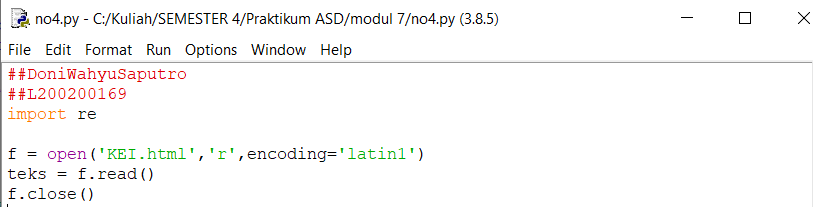 no4.py - C:/Kuliah/SEMESTER 4/Praktikum ASD/modul 7/no4.py (3.8.5)
File Edit Format Run Options Window Help
##DoniWahyuSaputro
##L200200169
import re

f = open('KEI.html','r',encoding='latin1')
teks = f.read()
f.close()